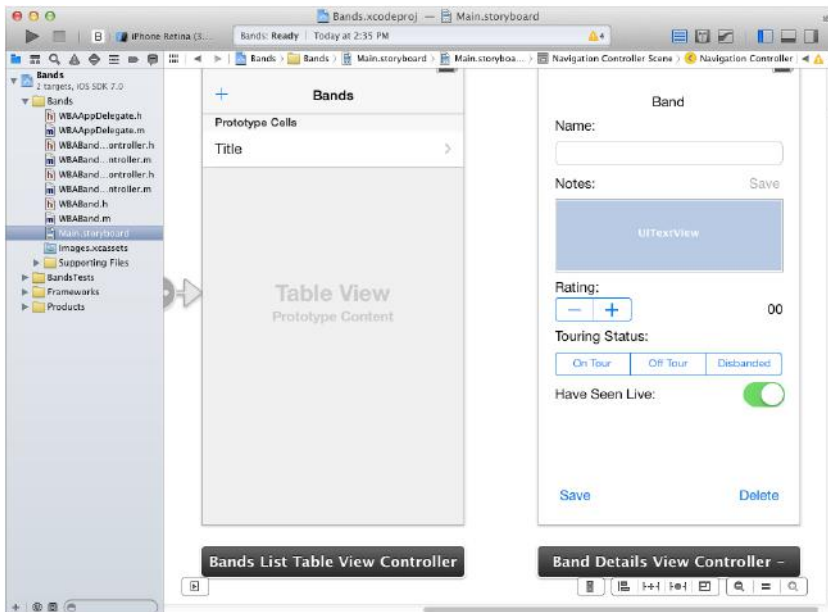 Bands.xcodeproj — Main.storyboard
B iPhone Retina (3...
Bands: Ready | Today at 2:35 PM
4
Bands
2 targets, iOS SDK 7.0
Bands
WBAAppDelegate.h
WBAAppDelegate.m
WBABand...ontroller.h
WBABand...ntroller.m
WBABand...ontroller.h
WBABand...ntroller.m
WBABand.h
WBABand.m
Main.storyboard
Images.xcassets
Supporting Files
BandsTests
Frameworks
Products
Bands Bands Main.storyboard Main.storyboa... Navigation Controller Scene Navigation Controller
+ Bands
Prototype Cells
Title
Table View
Prototype Content
Bands List Table View Controller
Band
Name:
Notes: Save
UITextView
Rating:
− + 00
Touring Status:
On Tour Off Tour Disbanded
Have Seen Live:
Save Delete
Band Details View Controller –